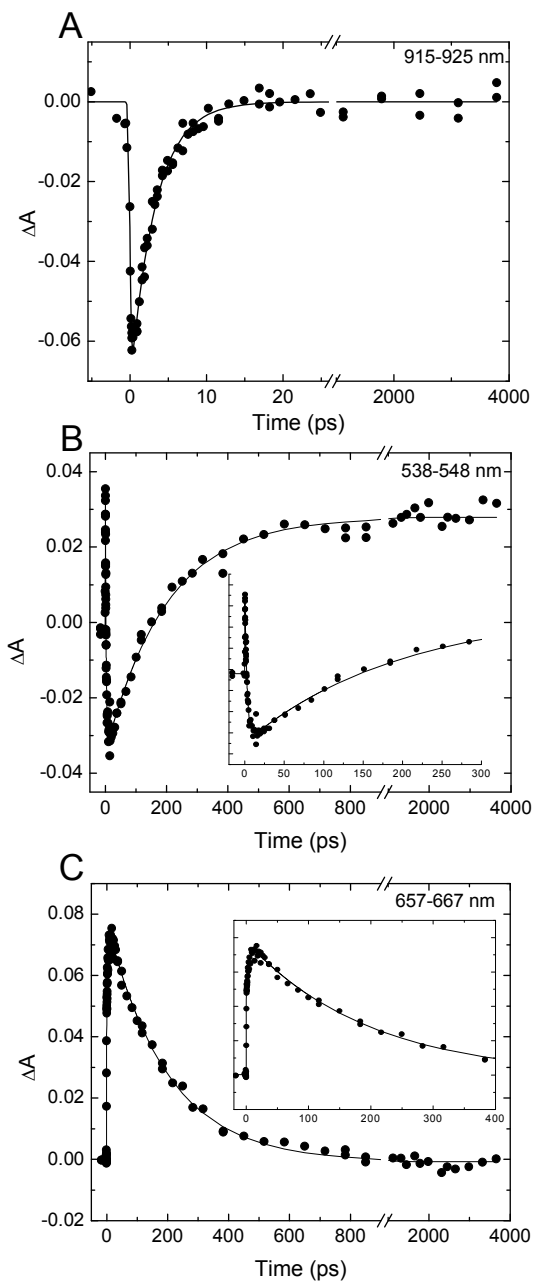 A
915-925 nm
0.00
-0.02
-0.04
-0.06
ΔA
0 10 20 2000 4000
Time (ps)
B
538-548 nm
0.04
0.02
0.00
-0.02
-0.04
ΔA
0 50 100 150 200 250 300
0 200 400 600 800 2000 4000
Time (ps)
C
657-667 nm
0.08
0.06
0.04
0.02
0.00
-0.02
ΔA
0 100 200 300 400
0 200 400 600 800 2000 4000
Time (ps)